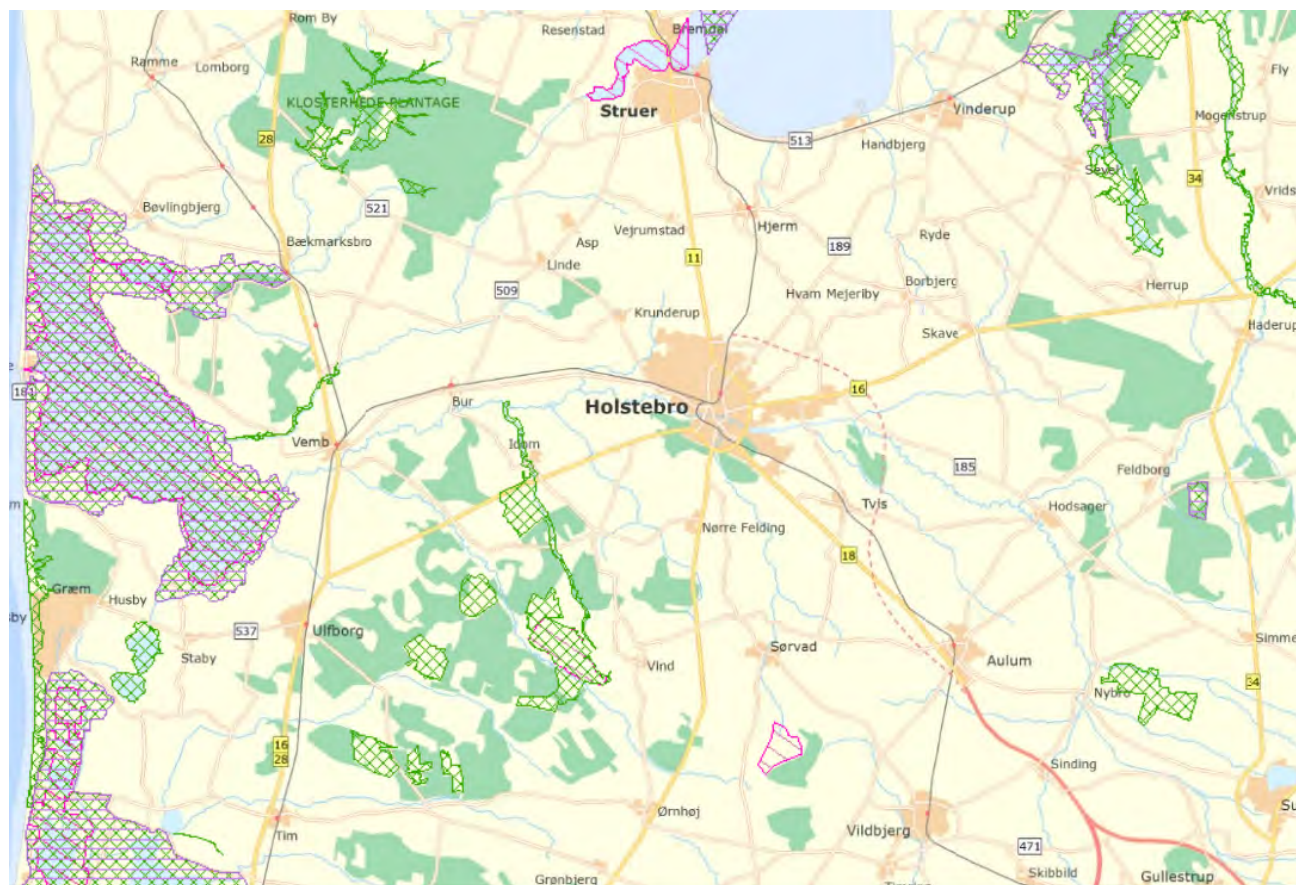 Rom By
Resenstad
Bremdal
Fly
Ramme
Lomborg
KLOSTERHEDE PLANTAGE
Struer
Vinderup
Mogenstrup
28
513
Handbjerg
Sevel
34
Vrids
Bøvlingbjerg
521
Vejrumstad
Hjerm
Asp
Bækmarksbro
189
Ryde
11
Linde
509
Hvam Mejeriby
Borbjerg
Herrup
Krunderup
Skave
Haderup
181
16
Bur
Holstebro
Vemb
Idom
185
Feldborg
Tvis
Hodsager
Nørre Felding
18
Græm
Husby
537
Ulfborg
Staby
Vind
Sørvad
Aulum
Simme
Nybro
34
16
28
Sinding
Ørnhøj
Tim
Vildbjerg
471
Su
Grønbjerg
Skibbild
Gullestrup